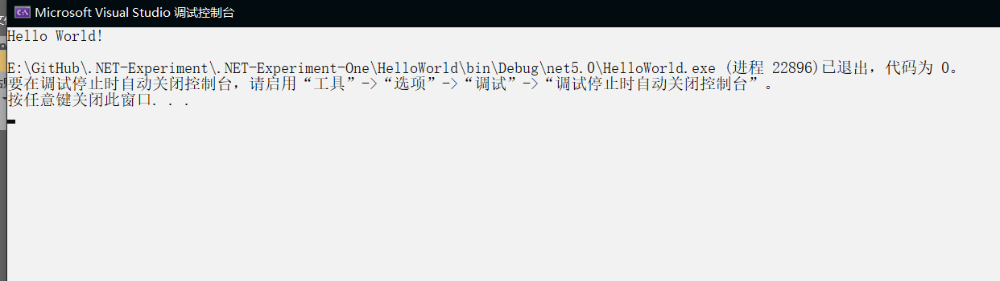 Microsoft Visual Studio 调试控制台
Hello World!
E:\GitHub\.NET-Experiment\.NET-Experiment-One\HelloWorld\bin\Debug\net5.0\HelloWorld.exe (进程 22896)已退出，代码为 0。
要在调试停止时自动关闭控制台，请启用“工具”->“选项”->“调试”->“调试停止时自动关闭控制台”。
按任意键关闭此窗口. . .